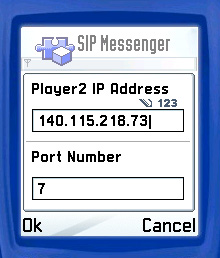 SIP Messenger
Player2 IP Address
123
140.115.218.73
Port Number
7
Ok Cancel